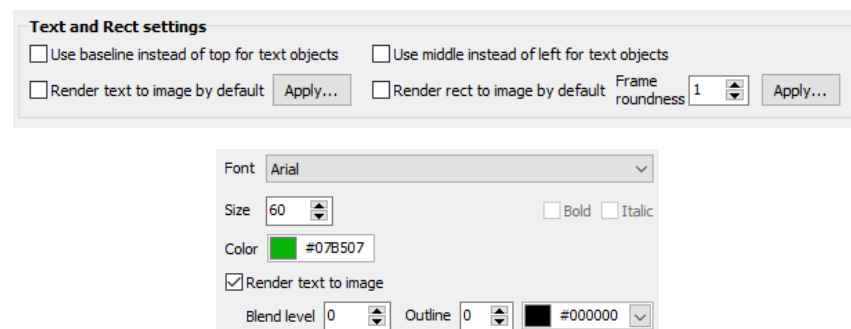 Text and Rect settings
Use baseline instead of top for text objects Use middle instead of left for text objects
Render text to image by default Apply... Render rect to image by default Frame roundness 1 Apply...
Font Arial
Size 60 Bold Italic
Color #07B507
Render text to image
Blend level 0 Outline 0 #000000